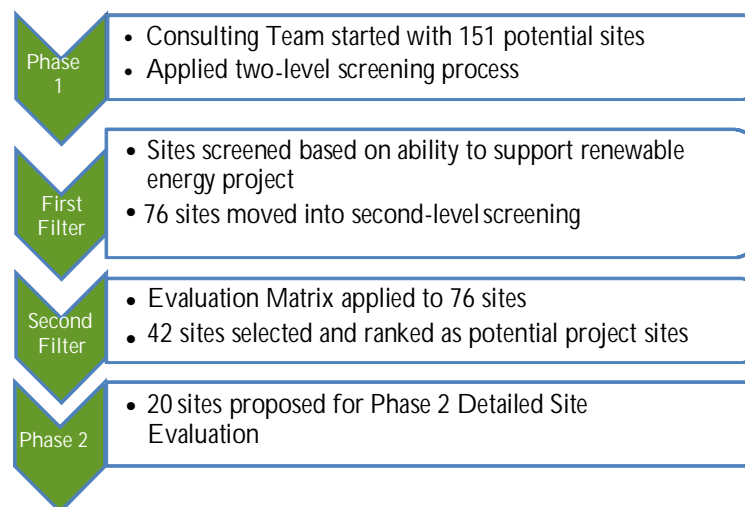 Phase
1
• Consulting Team started with 151 potential sites
• Applied two-level screening process
First
Filter
• Sites screened based on ability to support renewable
energy project
• 76 sites moved into second-level screening
Second
Filter
• Evaluation Matrix applied to 76 sites
• 42 sites selected and ranked as potential project sites
Phase 2
• 20 sites proposed for Phase 2 Detailed Site
Evaluation